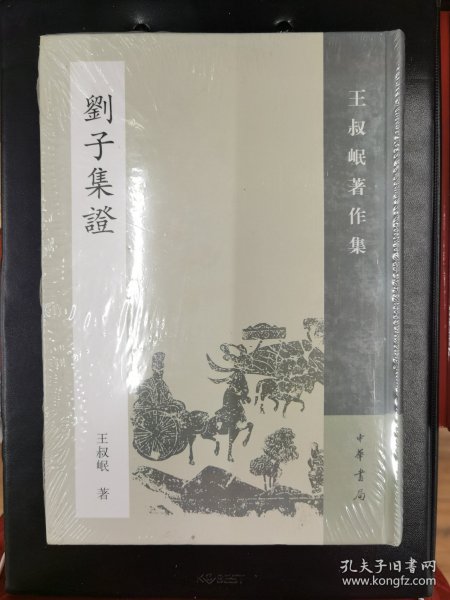 劉子集證
王叔岷 著
王叔岷著作集
中華書局
孔夫子旧书网
www.kongfz.com